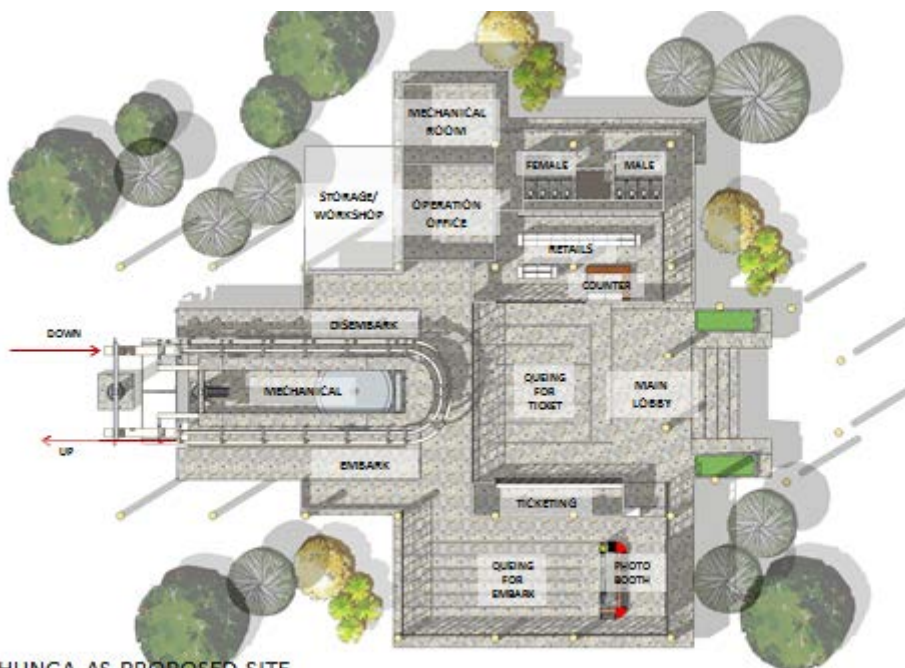 MECHANICAL
ROOM
FEMALE
MALE
STORAGE/
WORKSHOP
OPERATION
OFFICE
RETAILS
COUNTER
DISEMBARK
DOWN
MECHANICAL
QUEING
FOR
TICKET
MAIN
LOBBY
UP
EMBARK
TICKETING
QUEING
FOR
EMBARK
PHOTO
BOOTH
HUNGA AS PROPOSED SITE